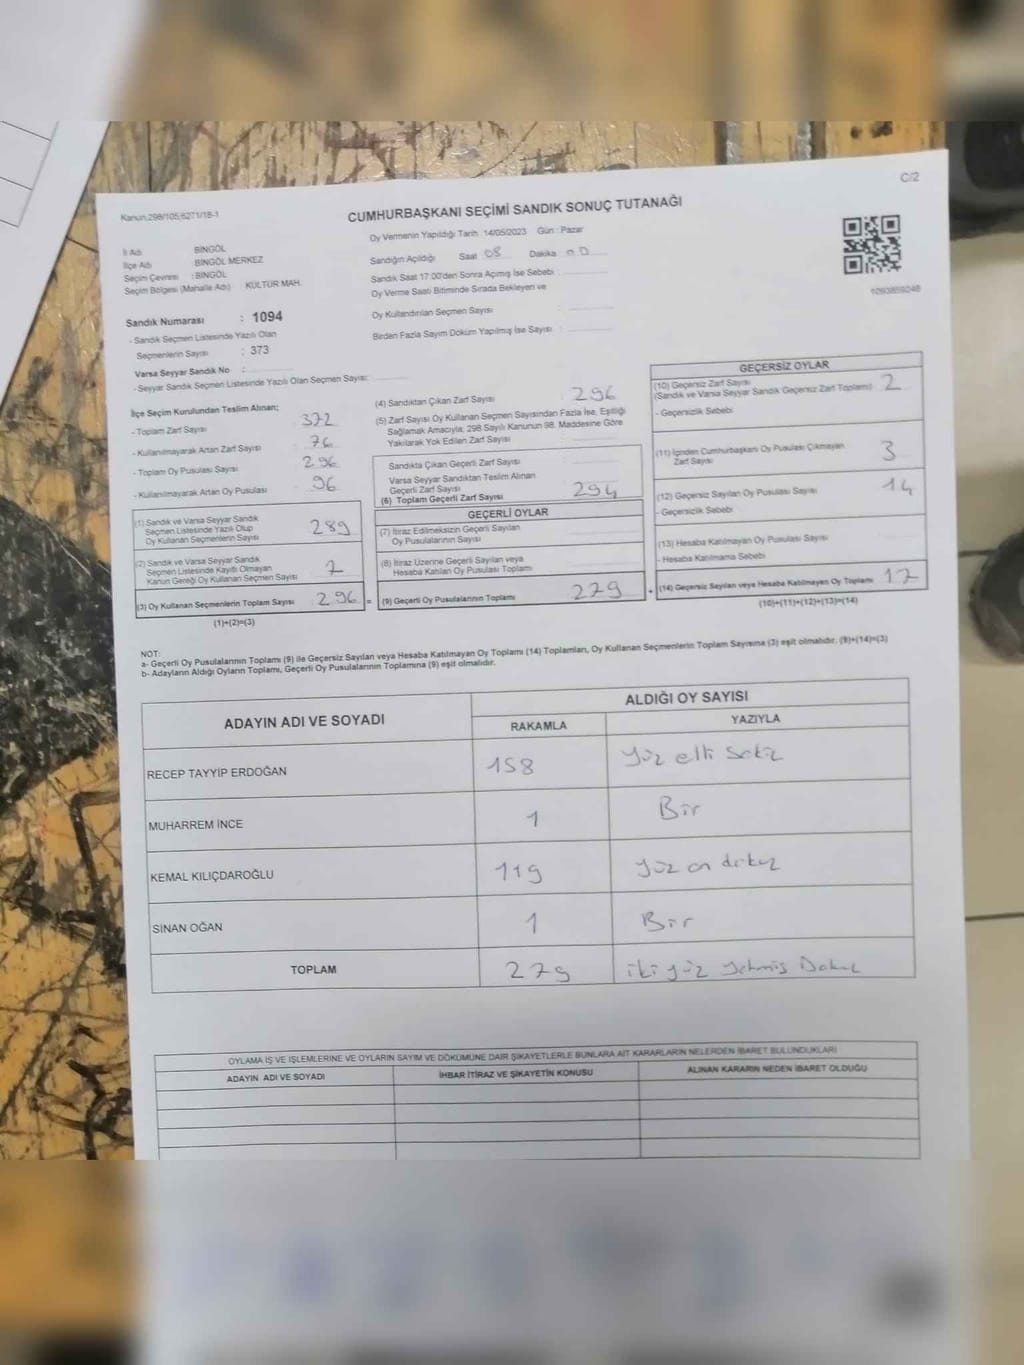 C/2
Kanun:298/105;6271/18-1
CUMHURBAŞKANI SEÇİMİ SANDIK SONUÇ TUTANAĞI
Oy Vermenin Yapıldığı Tarih 14/05/2023 Gün : Pazar
İl Adı BİNGÖL
İlçe Adı : BİNGÖL MERKEZ
Seçim Çevresi : BİNGÖL
Seçim Bölgesi (Mahalle Adı) : KÜLTÜR MAH.
Sandığın Açıldığı Saat 08 Dakika 00
Sandık Saat 17:00'den Sonra Açılmış İse Sebebi
Oy Verme Saati Bitiminde Sırada Bekleyen ve
Oy Kullandırılan Seçmen Sayısı :
Birden Fazla Sayım Döküm Yapılmış İse Sayısı :
1093859248
Sandık Numarası : 1094
- Sandık Seçmen Listesinde Yazılı Olan
Seçmenlerin Sayısı : 373
Varsa Seyyar Sandık No :
- Seyyar Sandık Seçmen Listesinde Yazılı Olan Seçmen Sayısı:
İlçe Seçim Kurulundan Teslim Alınan;
- Toplam Zarf Sayısı : 372
- Kullanılmayarak Artan Zarf Sayısı : 76
- Toplam Oy Pusulası Sayısı : 296
- Kullanılmayarak Artan Oy Pusulası 96
(4) Sandıktan Çıkan Zarf Sayısı : 296
(5) Zarf Sayısı Oy Kullanan Seçmen Sayısından Fazla İse, Eşitliği
Sağlamak Amacıyla; 298 Sayılı Kanunun 98. Maddesine Göre
Yakılarak Yok Edilen Zarf Sayısı
Sandıkta Çıkan Geçerli Zarf Sayısı
Varsa Seyyar Sandıktan Teslim Alınan
Geçerli Zarf Sayısı
(6) Toplam Geçerli Zarf Sayısı 294
GEÇERSİZ OYLAR
(10) Geçersiz Zarf Sayısı
(Sandık ve Varsa Seyyar Sandık Geçersiz Zarf Toplamı) 2
- Geçersizlik Sebebi
(11) İçinden Cumhurbaşkanı Oy Pusulası Çıkmayan
Zarf Sayısı 3
(12) Geçersiz Sayılan Oy Pusulası Sayısı 14
- Geçersizlik Sebebi
(13) Hesaba Katılmayan Oy Pusulası Sayısı
- Hesaba Katılmama Sebebi
(14) Geçersiz Sayılan veya Hesaba Katılmayan Oy Toplamı 17
(10)+(11)+(12)+(13)=(14)
(1) Sandık ve Varsa Seyyar Sandık
Seçmen Listesinde Yazılı Olup
Oy Kullanan Seçmenlerin Sayısı 289
(2) Sandık ve Varsa Seyyar Sandık
Seçmen Listesinde Kayıtlı Olmayan
Kanun Gereği Oy Kullanan Seçmen Sayısı 7
(3) Oy Kullanan Seçmenlerin Toplam Sayısı 296 =
(1)+(2)=(3)
GEÇERLİ OYLAR
(7) İtiraz Edilmeksizin Geçerli Sayılan
Oy Pusulalarının Sayısı
(8) İtiraz Üzerine Geçerli Sayılan veya
Hesaba Katılan Oy Pusulası Toplamı
(9) Geçerli Oy Pusulalarının Toplamı 279 +
NOT:
a- Geçerli Oy Pusulalarının Toplamı (9) ile Geçersiz Sayılan veya Hesaba Katılmayan Oy Toplamı (14) Toplamları, Oy Kullanan Seçmenlerin Toplam Sayısına (3) eşit olmalıdır. (9)+(14)=(3)
b- Adayların Aldığı Oyların Toplamı, Geçerli Oy Pusulalarının Toplamına (9) eşit olmalıdır.
ADAYIN ADI VE SOYADI ALDIĞI OY SAYISI
RAKAMLA YAZIYLA
RECEP TAYYİP ERDOĞAN 158 Yüz elli sekiz
MUHARREM İNCE 1 Bir
KEMAL KILIÇDAROĞLU 119 yüz on dokuz
SİNAN OĞAN 1 Bir
TOPLAM 279 iki yüz yetmiş Dokuz
OYLAMA İŞ VE İŞLEMLERİNE VE OYLARIN SAYIM VE DÖKÜMÜNE DAİR ŞİKAYETLERLE BUNLARA AİT KARARLARIN NELERDEN İBARET BULUNDUKLARI
ADAYIN ADI VE SOYADI İHBAR İTİRAZ VE ŞİKAYETİN KONUSU ALINAN KARARIN NEDEN İBARET OLDUĞU